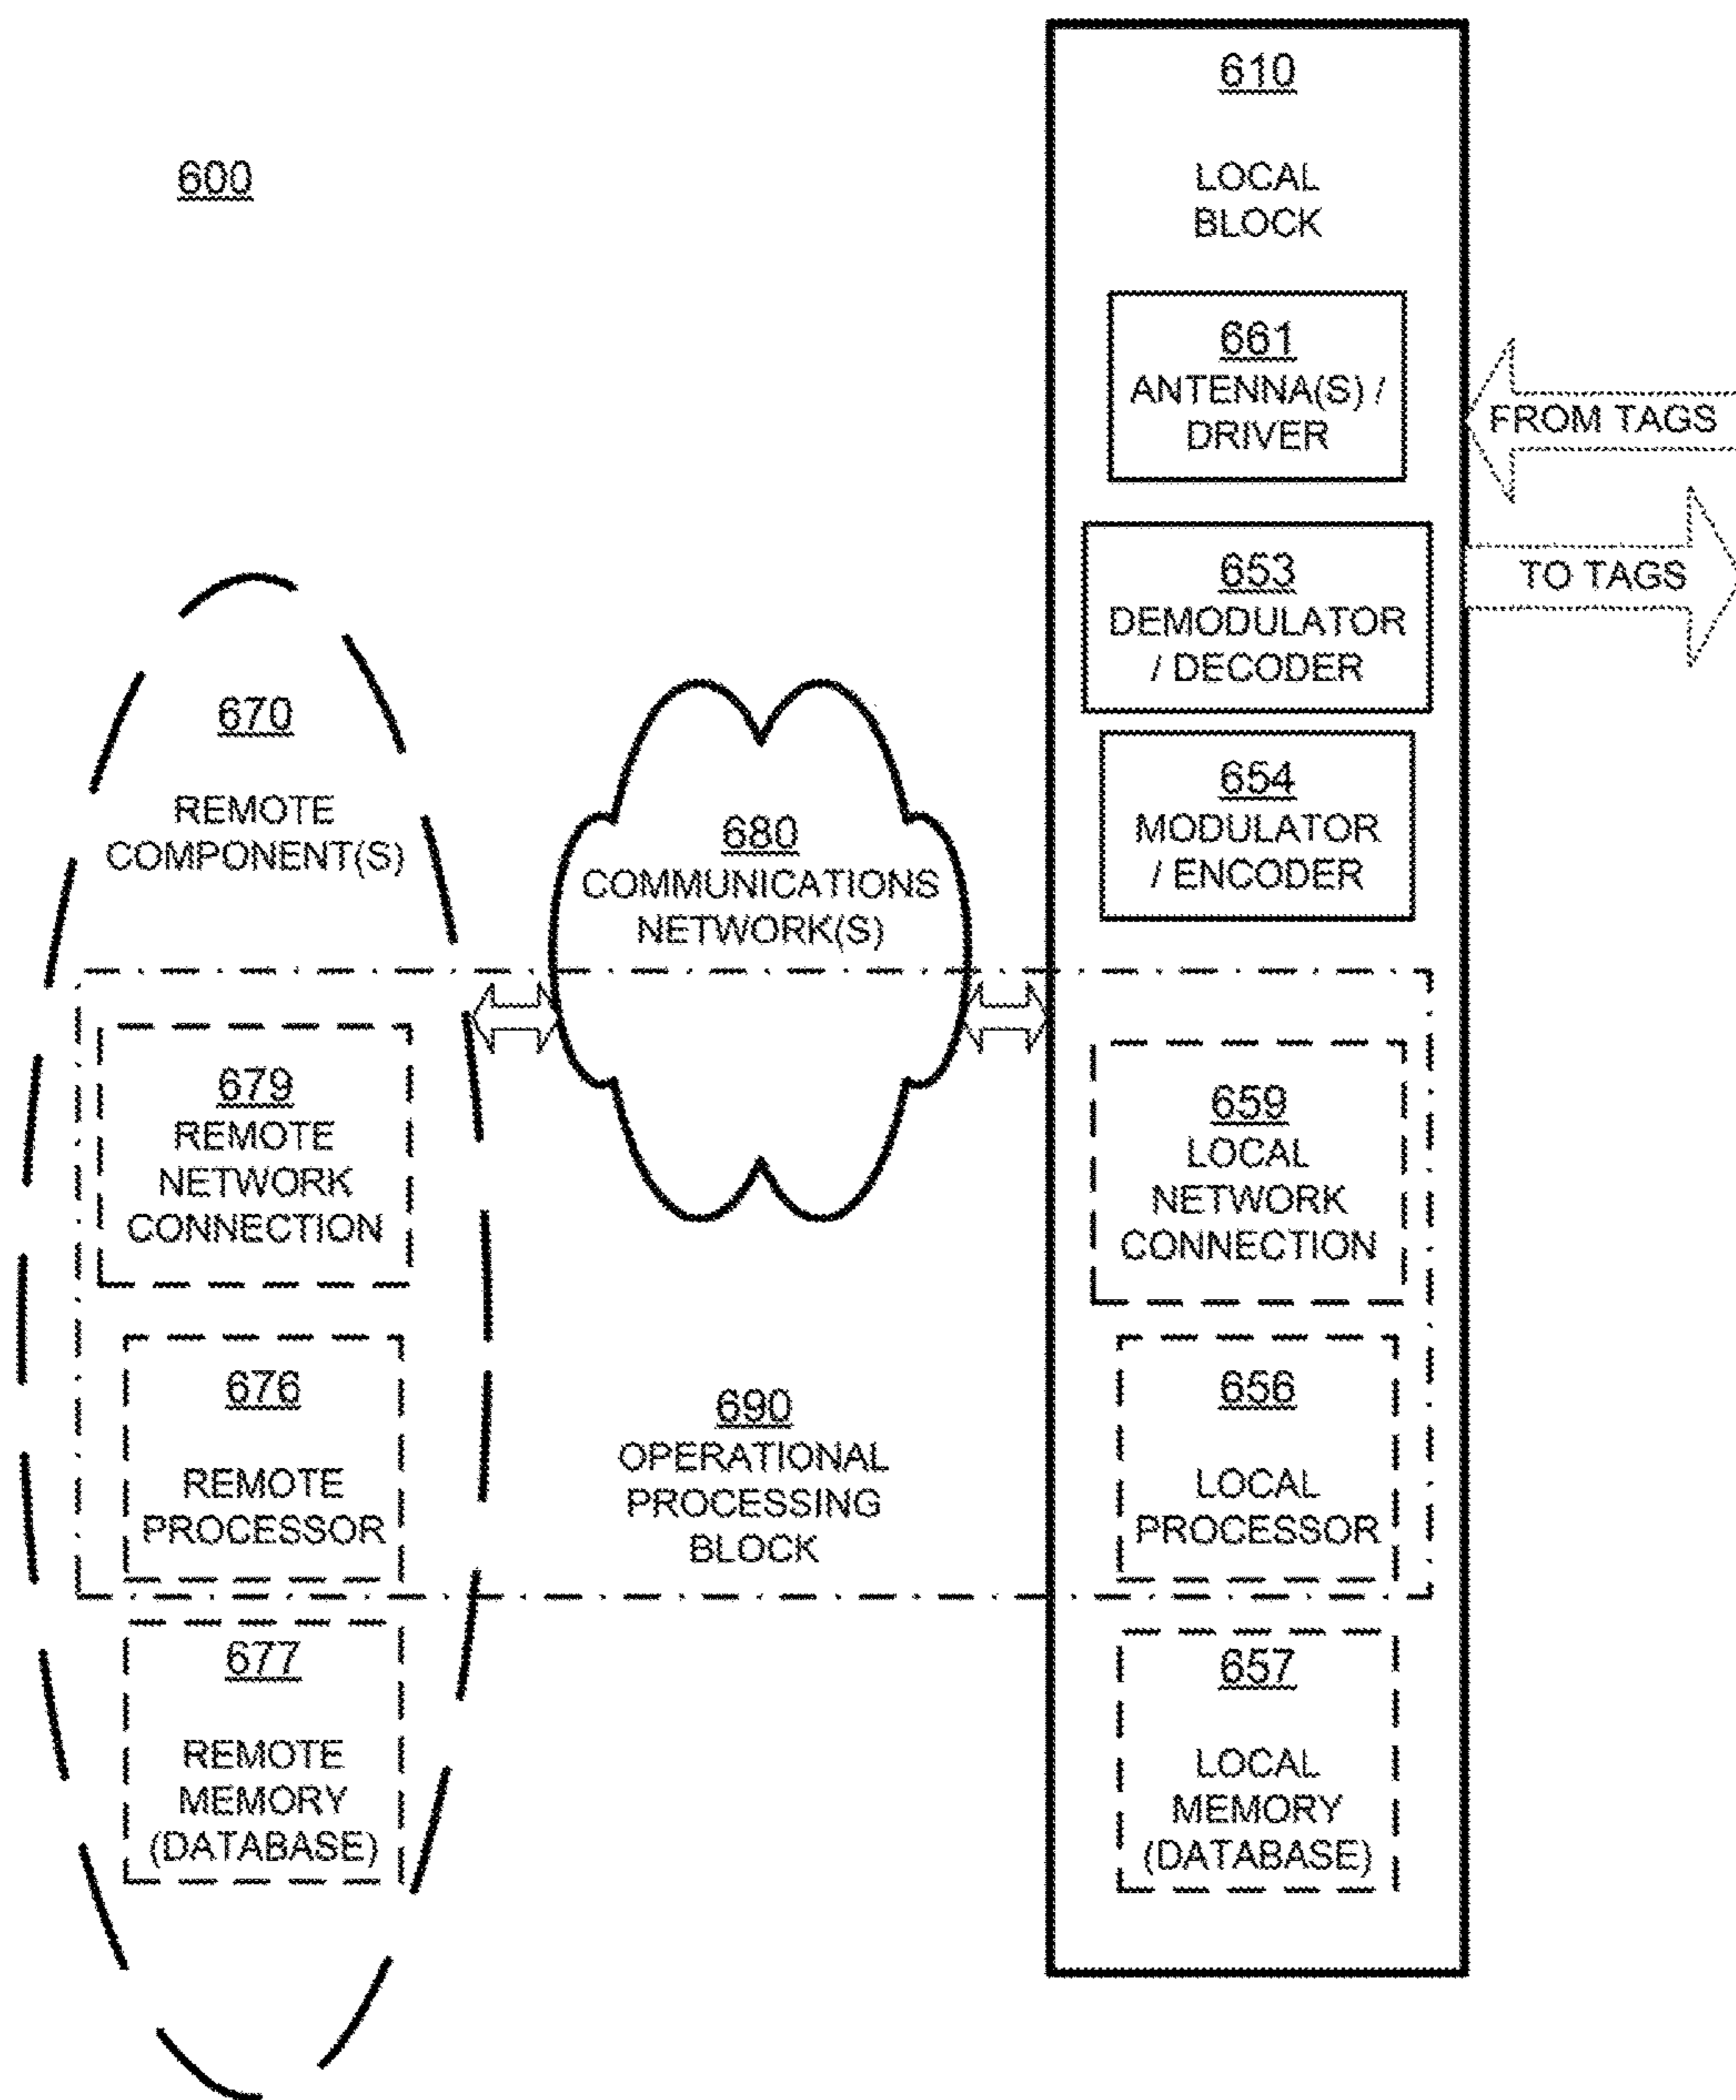 600
610
LOCAL
BLOCK
661
ANTENNA(S) /
DRIVER
FROM TAGS
TO TAGS
653
DEMODULATOR
/ DECODER
654
MODULATOR
/ ENCODER
670
REMOTE
COMPONENT(S)
680
COMMUNICATIONS
NETWORK(S)
679
REMOTE
NETWORK
CONNECTION
659
LOCAL
NETWORK
CONNECTION
676
REMOTE
PROCESSOR
690
OPERATIONAL
PROCESSING
BLOCK
656
LOCAL
PROCESSOR
677
REMOTE
MEMORY
(DATABASE)
657
LOCAL
MEMORY
(DATABASE)